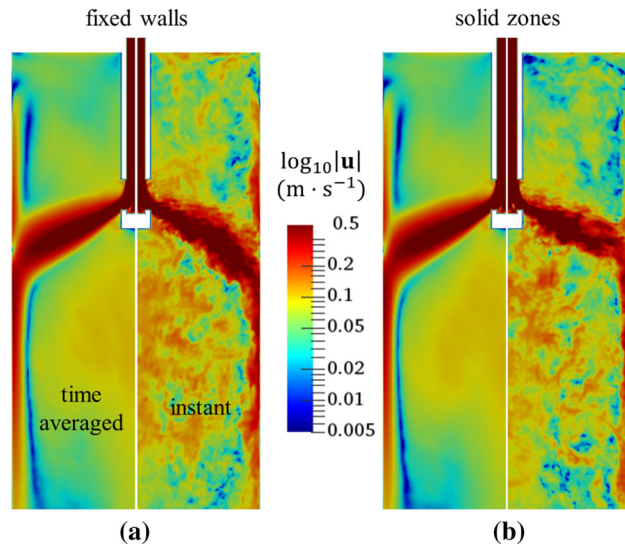 fixed walls
solid zones
log₁₀|u|
(m · s⁻¹)
0.5
0.2
0.1
0.05
0.02
0.01
0.005
time
averaged
instant
(a)
(b)